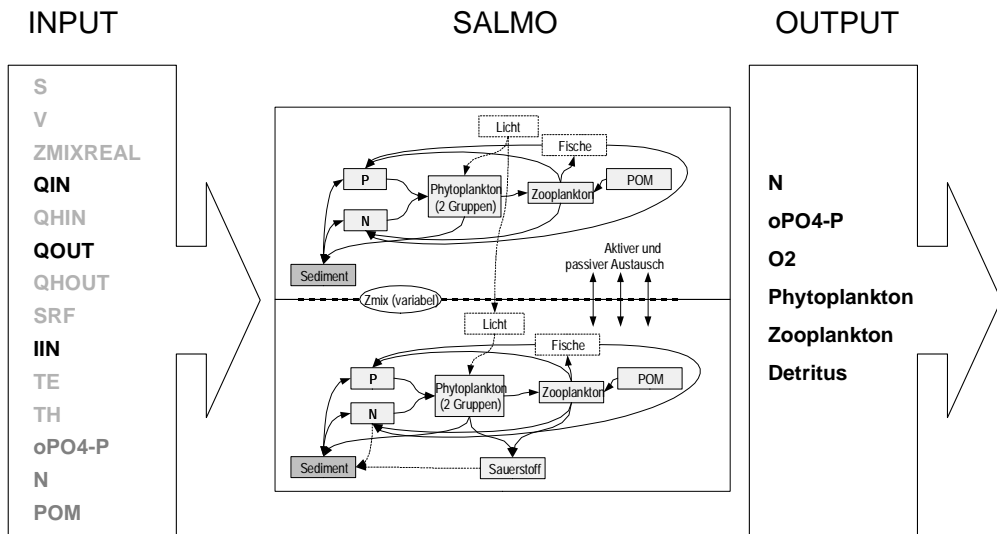 INPUT
SALMO
OUTPUT
S
V
ZMIXREAL
QIN
QHIN
QOUT
QHOUT
SRF
IIN
TE
TH
oPO4-P
N
POM
Licht
Fische
P
Phytoplankton
(2 Gruppen)
Zooplankton
POM
N
Sediment
Aktiver und
passiver Austausch
Zmix (variabel)
Licht
Fische
P
Phytoplankton
(2 Gruppen)
Zooplankton
POM
N
Sediment
Sauerstoff
N
oPO4-P
O2
Phytoplankton
Zooplankton
Detritus